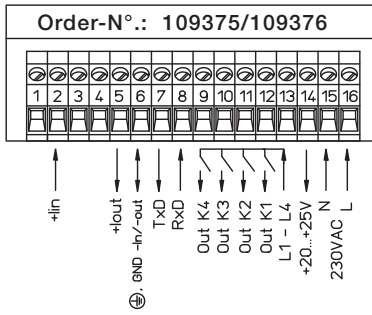 Order-N°.: 109375/109376
1 2 3 4 5 6 7 8 9 10 11 12 13 14 15 16
+Iin
+Iout
⏚, GND -In/-out
TxD
RxD
Out K4
Out K3
Out K2
Out K1
L1 - L4
+20...+25V
N
230VAC
L